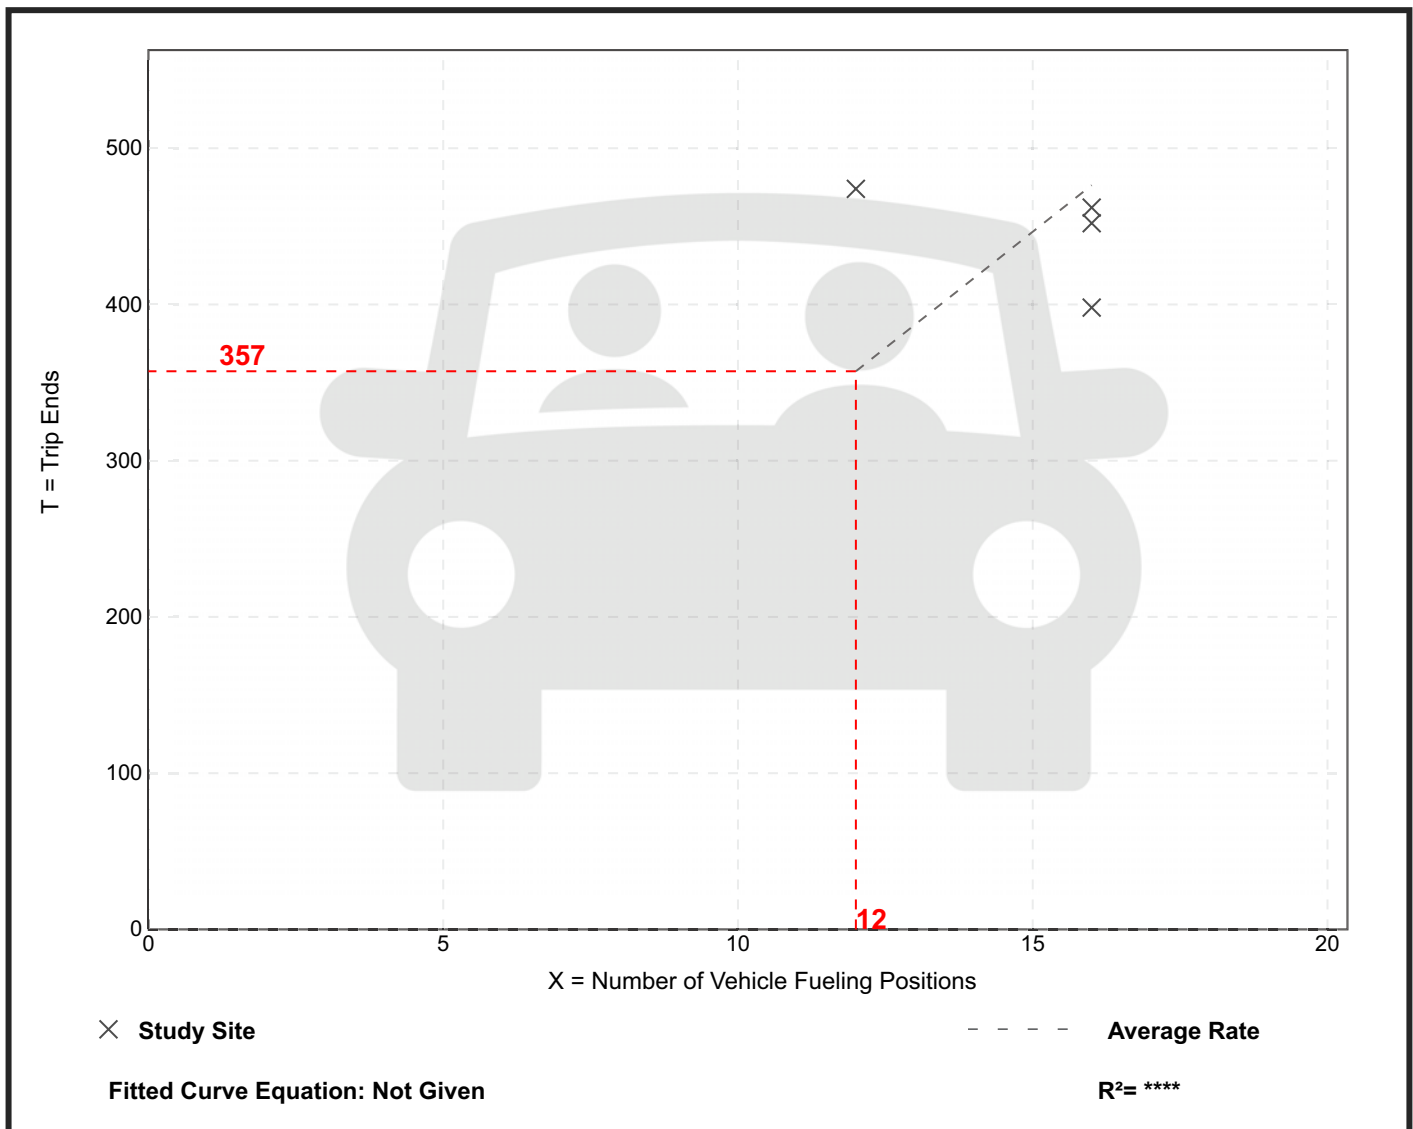 500
400
357
300
200
100
0
12
0 5 10 15 20
T = Trip Ends
X = Number of Vehicle Fueling Positions
Study Site
Average Rate
Fitted Curve Equation: Not Given
R²= ****